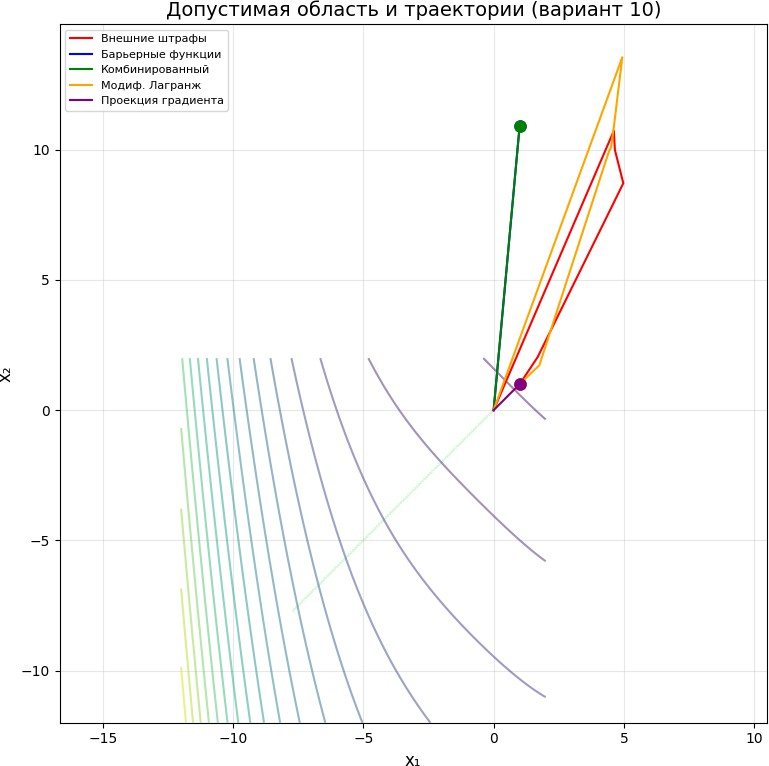 Допустимая область и траектории (вариант 10)
Внешние штрафы
Барьерные функции
Комбинированный
Модиф. Лагранж
Проекция градиента
10
5
0
−5
−10
x₂
−15
−10
−5
0
5
10
x₁